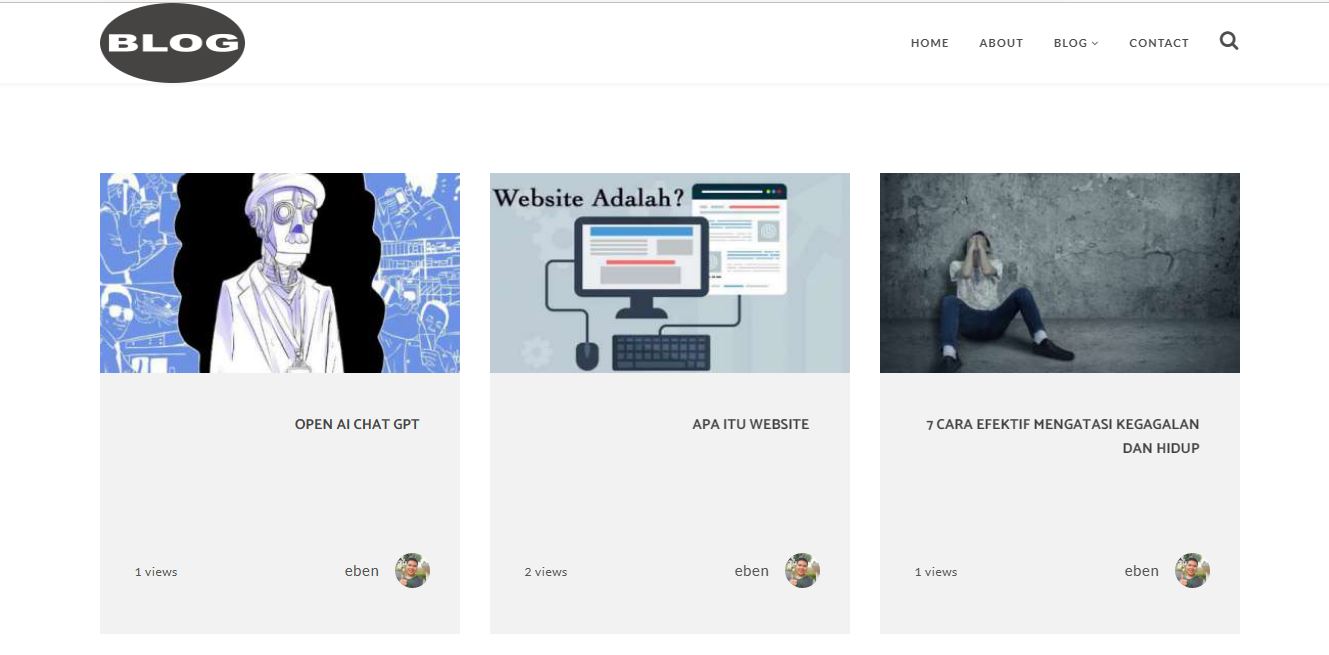 BLOG
HOME ABOUT BLOG CONTACT
Website Adalah?
OPEN AI CHAT GPT
APA ITU WEBSITE
7 CARA EFEKTIF MENGATASI KEGAGALAN
DAN HIDUP
1 views eben
2 views eben
1 views eben